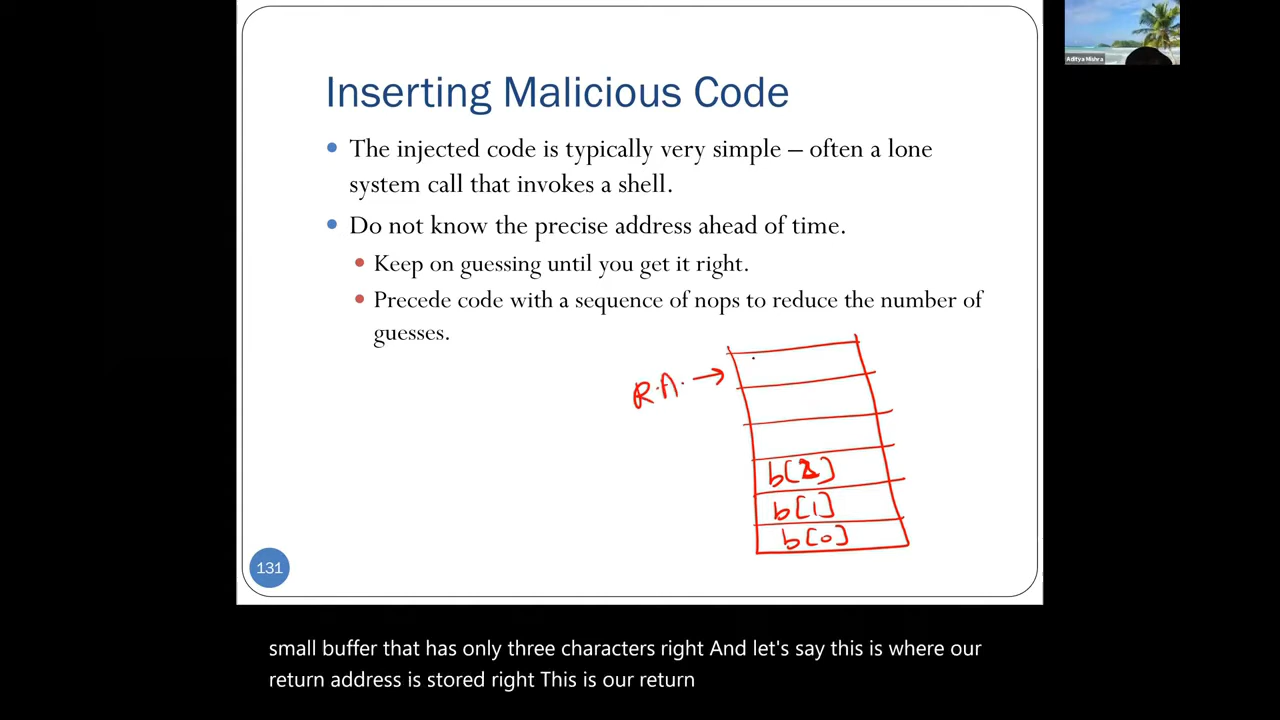 Aditya Mishra
Inserting Malicious Code
• The injected code is typically very simple – often a lone
system call that invokes a shell.
• Do not know the precise address ahead of time.
• Keep on guessing until you get it right.
• Precede code with a sequence of nops to reduce the number of
guesses.
R.A. →
b[2]
b[1]
b[0]
131
small buffer that has only three characters right And let's say this is where our
return address is stored right This is our return